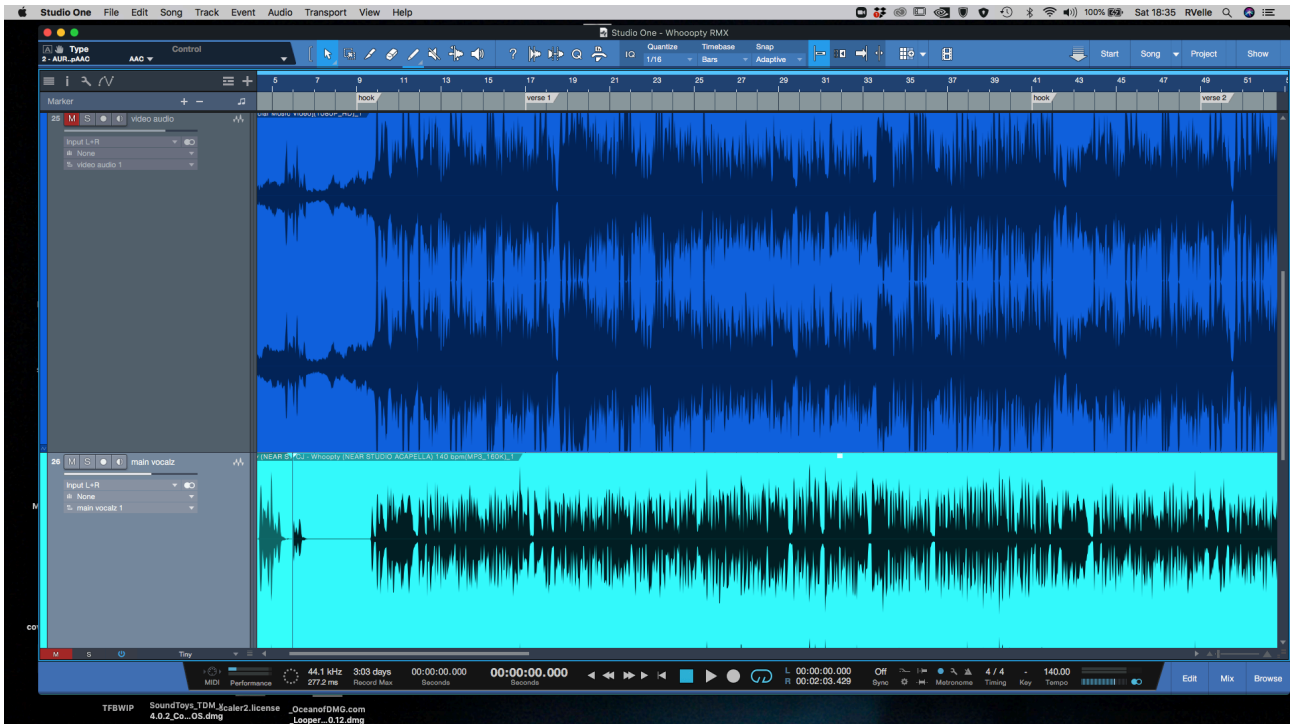 Studio One File Edit Song Track Event Audio Transport View Help 100% Sat 18:35 RVelle
Studio One - Whooopty RMX
A Type Control
2 - AUR..pAAC AAC
? Q IQ
Quantize Timebase Snap
1/16 Bars Adaptive
Start Song Project Show
i
5 7 9 11 13 15 17 19 21 23 25 27 29 31 33 35 37 39 41 43 45 47 49 51
Marker + -
hook verse 1 hook verse 2
25 M S video audio
Input L+R
None
video audio 1
26 M S main vocalz
(NEAR ST CJ - Whoopty (NEAR STUDIO ACAPELLA) 140 bpm(MP3_160K)_1
Input L+R
None
main vocalz 1
M S Tiny
MIDI Performance
44.1 kHz 3:03 days 00:00:00.000 00:00:00.000
277.2 ms Record Max Seconds Seconds
L 00:00:00.000
R 00:02:03.429
Off 4 / 4 - 140.00
Sync Metronome Timing Key Tempo
Edit Mix Browse
TFBWIP
SoundToys_TDM_
4.0.2_Co...OS.dmg
caler2.license
_OceanofDMG.com
_Looper...0.12.dmg